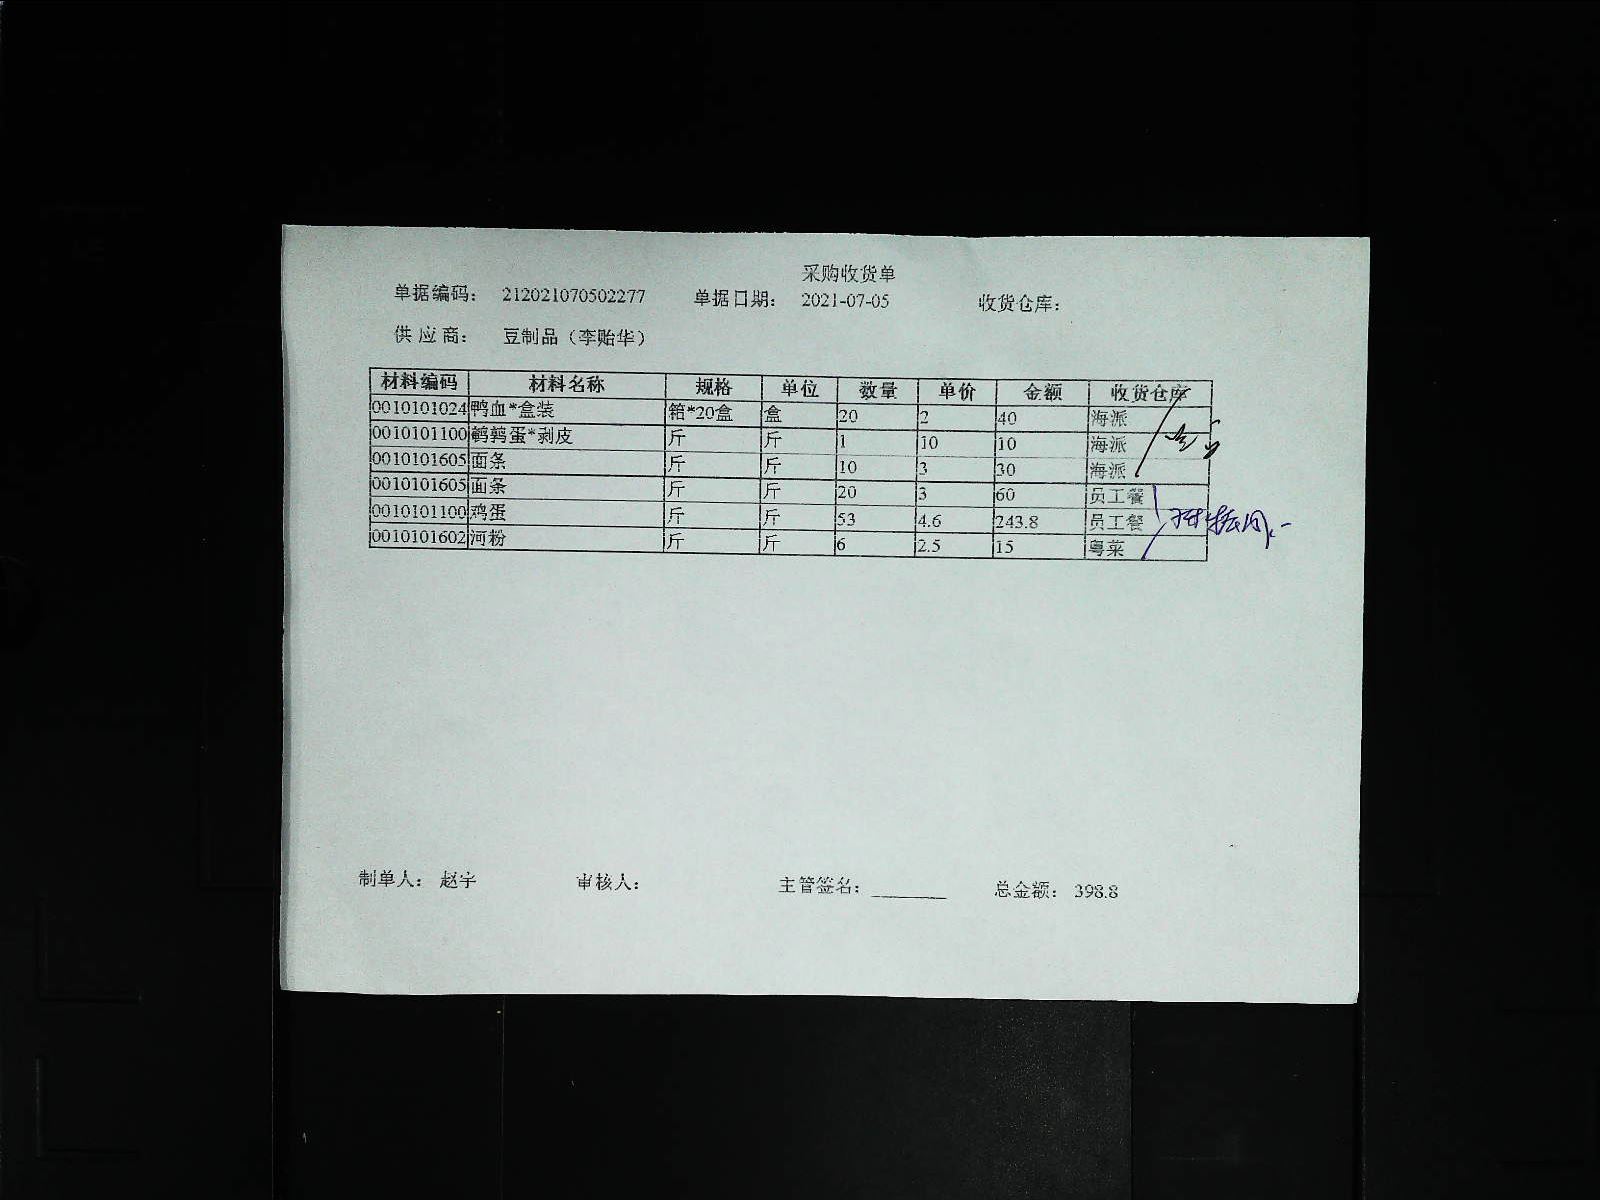 采购收货单
单据编码： 212021070502277 单据日期： 2021-07-05 收货仓库：
供 应 商： 豆制品（李贻华）
材料编码 材料名称 规格 单位 数量 单价 金额 收货仓库
0010101024 鸭血*盒装 箱*20盒 盒 20 2 40 海派
0010101100 鹌鹑蛋*剥皮 斤 斤 1 10 10 海派
0010101605 面条 斤 斤 10 3 30 海派
0010101605 面条 斤 斤 20 3 60 员工餐
0010101100 鸡蛋 斤 斤 53 4.6 243.8 员工餐
0010101602 河粉 斤 斤 6 2.5 15 粤菜
制单人： 赵宇 审核人： 主管签名： 总金额： 398.8